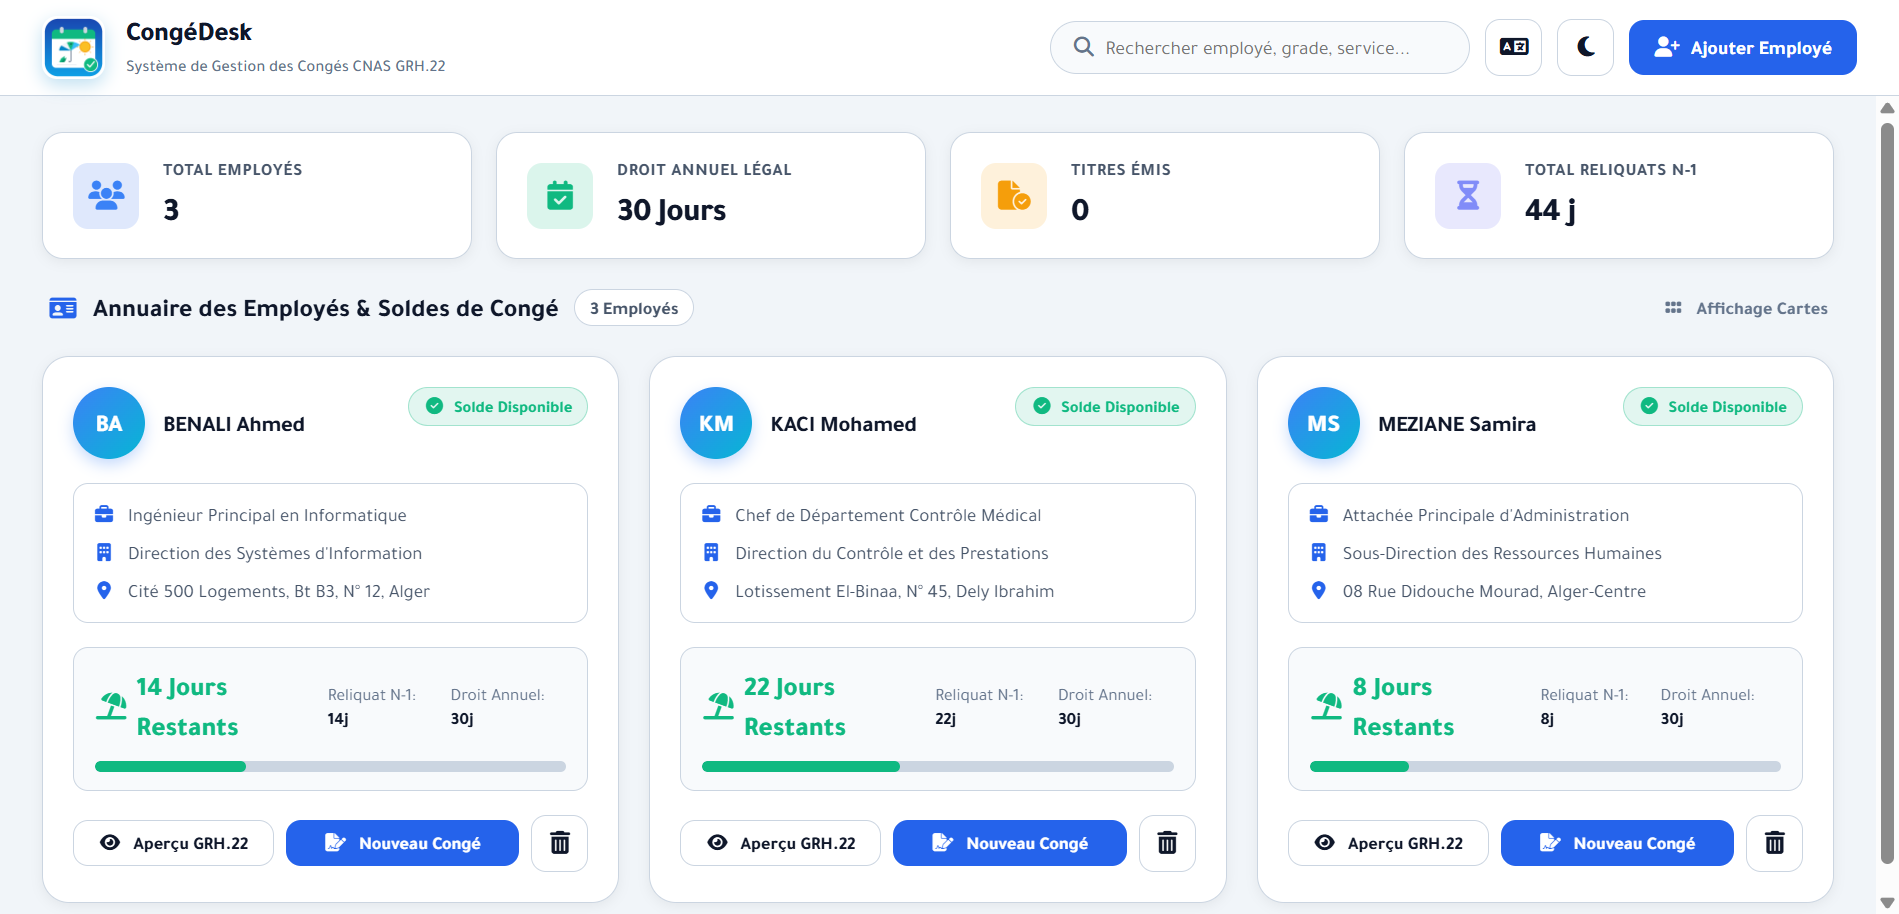 CongéDesk
Système de Gestion des Congés CNAS GRH.22
Rechercher employé, grade, service...
Ajouter Employé
TOTAL EMPLOYÉS
3
DROIT ANNUEL LÉGAL
30 Jours
TITRES ÉMIS
0
TOTAL RELIQUATS N-1
44 j
Annuaire des Employés & Soldes de Congé
3 Employés
Affichage Cartes
BA
BENALI Ahmed
Solde Disponible
Ingénieur Principal en Informatique
Direction des Systèmes d'Information
Cité 500 Logements, Bt B3, N° 12, Alger
14 Jours
Restants
Reliquat N-1:
14j
Droit Annuel:
30j
Aperçu GRH.22
Nouveau Congé
KM
KACI Mohamed
Solde Disponible
Chef de Département Contrôle Médical
Direction du Contrôle et des Prestations
Lotissement El-Binaa, N° 45, Dely Ibrahim
22 Jours
Restants
Reliquat N-1:
22j
Droit Annuel:
30j
Aperçu GRH.22
Nouveau Congé
MS
MEZIANE Samira
Solde Disponible
Attachée Principale d'Administration
Sous-Direction des Ressources Humaines
08 Rue Didouche Mourad, Alger-Centre
8 Jours
Restants
Reliquat N-1:
8j
Droit Annuel:
30j
Aperçu GRH.22
Nouveau Congé